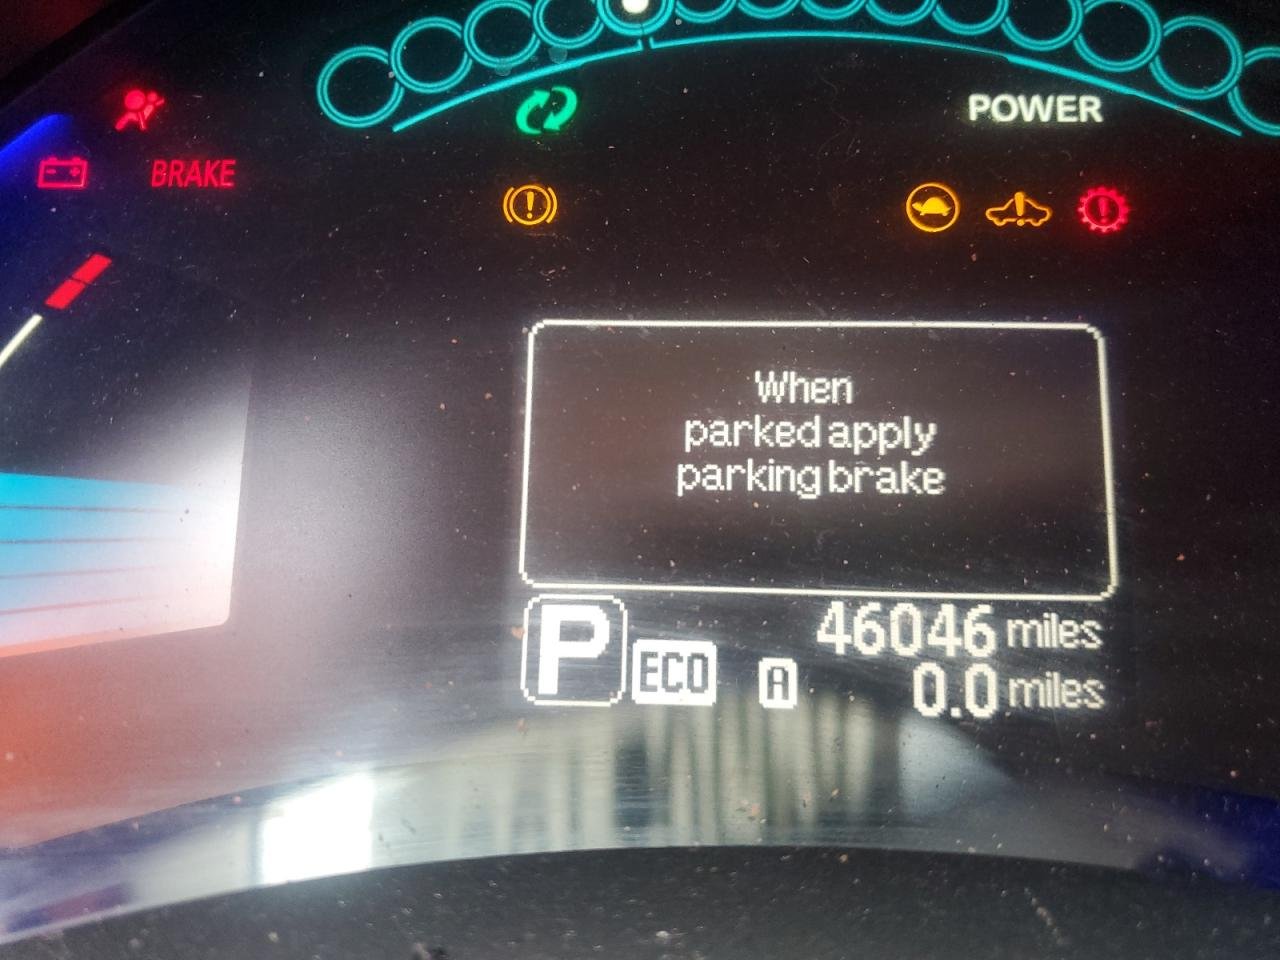 POWER
BRAKE
When
parked apply
parking brake
P
ECO
A
46046 miles
0.0 miles